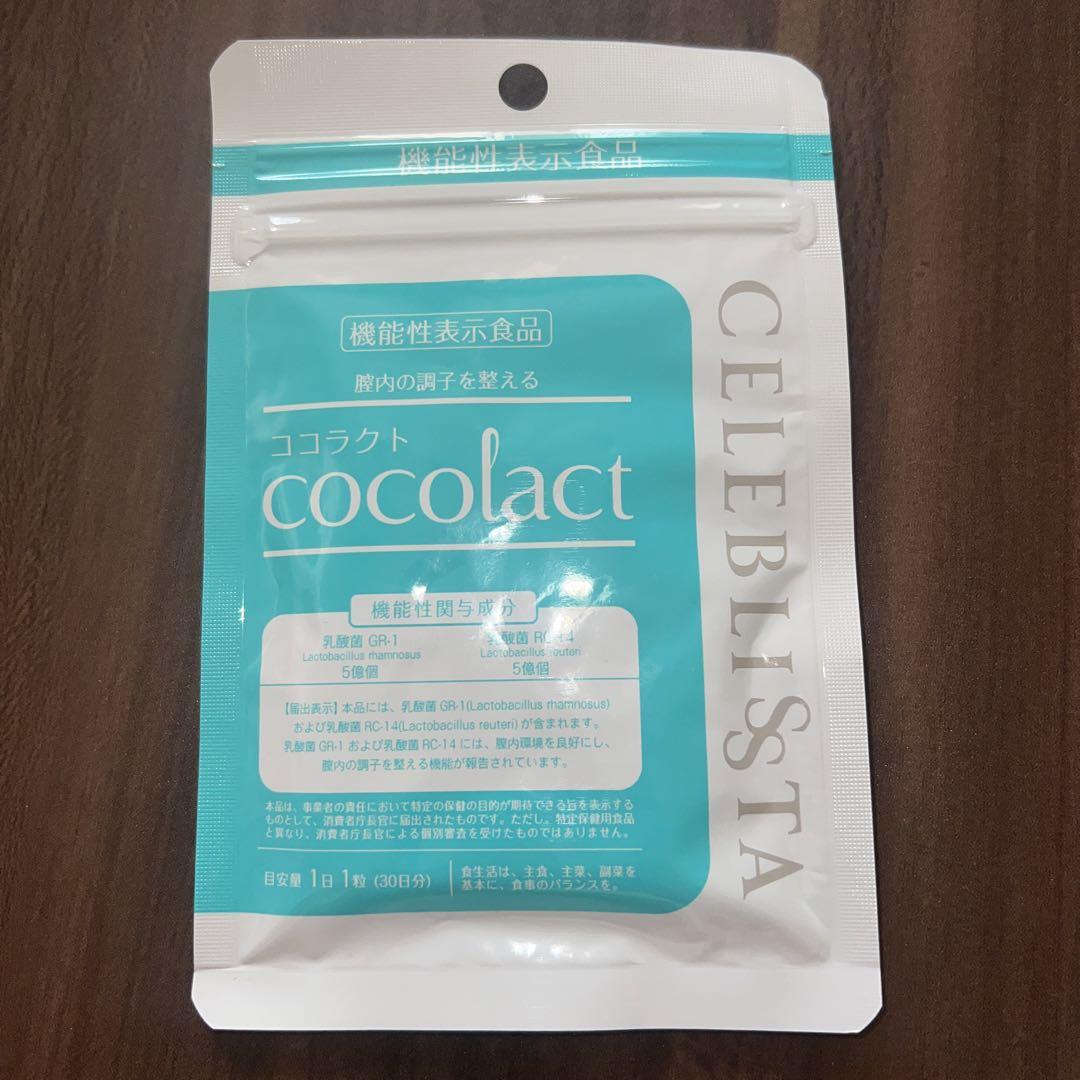 機能性表示食品
機能性表示食品
膣内の調子を整える
ココラクト
cocolact
CELEBLISSTA
機能性関与成分
乳酸菌 GR-1
Lactobacillus rhamnosus
5億個
乳酸菌 RC-14
Lactobacillus reuteri
5億個
【届出表示】本品には、乳酸菌 GR-1(Lactobacillus rhamnosus)
および乳酸菌 RC-14(Lactobacillus reuteri) が含まれます。
乳酸菌 GR-1 および乳酸菌 RC-14 には、膣内環境を良好にし、
膣内の調子を整える機能が報告されています。
本品は、事業者の責任において特定の保健の目的が期待できる旨を表示する
ものとして、消費者庁長官に届出されたものです。ただし、特定保健用食品
と異なり、消費者庁長官による個別審査を受けたものではありません。
目安量 1日1粒 (30日分)
食生活は、主食、主菜、副菜を
基本に、食事のバランスを。